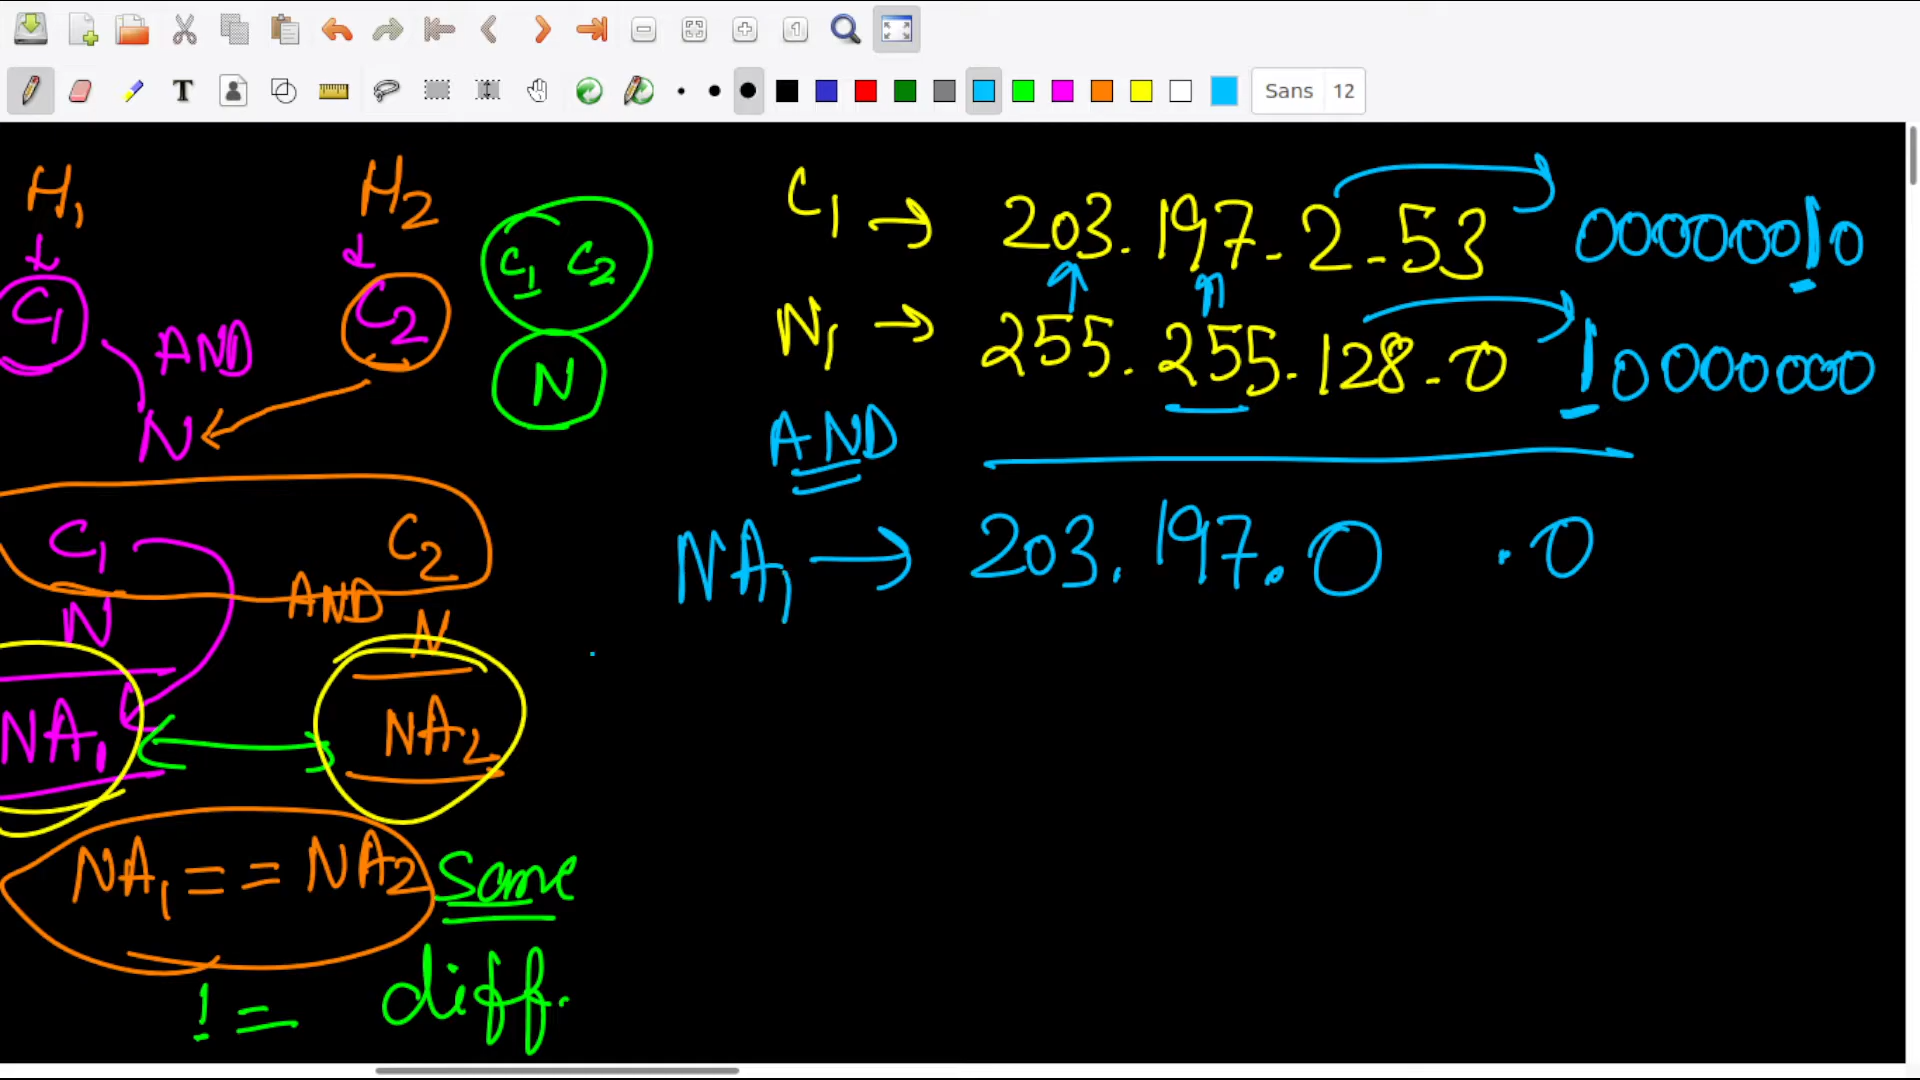 T
1
Sans 12
H1 H2
C1 C2
AND
N
C1 C2
N
C1 C2
N AND N
NA1 NA2
NA1 == NA2 Same
!= diff.
C1 → 203.197.2.53 00000010
N1 → 255.255.128.0 10000000
AND
NA1 → 203.197.0 .0